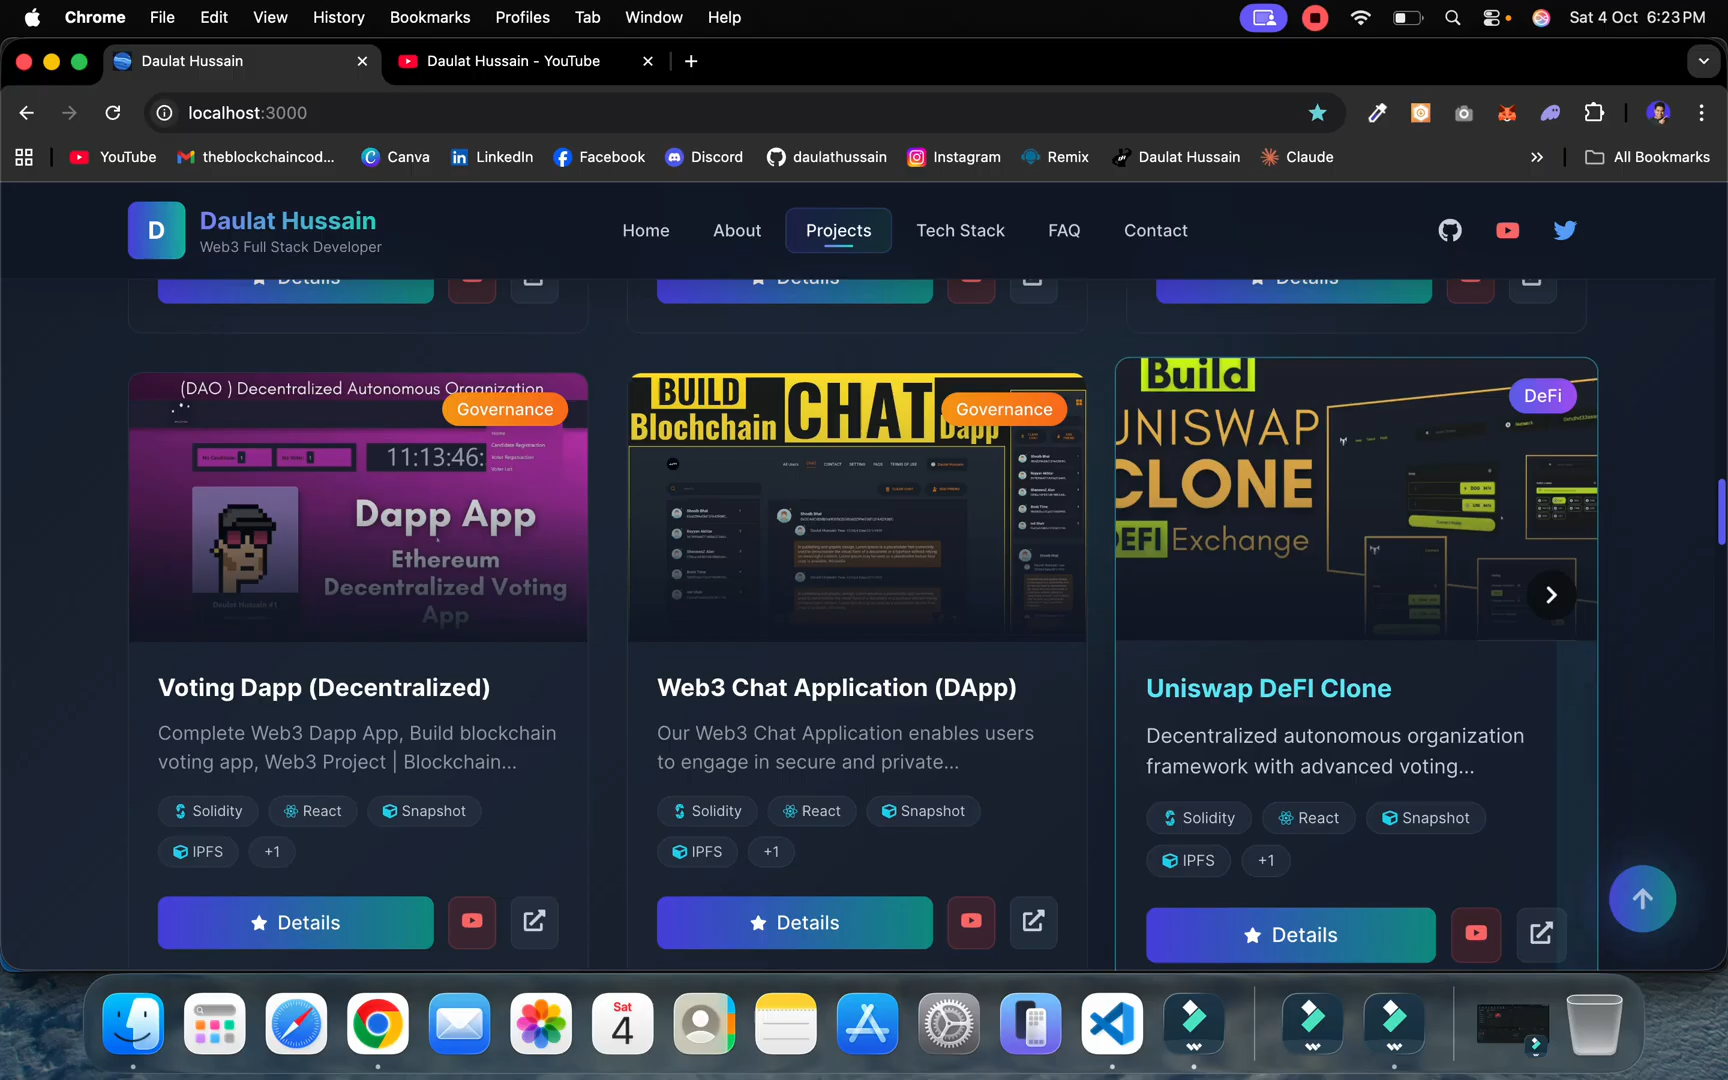 Chrome File Edit View History Bookmarks Profiles Tab Window Help
Sat 4 Oct 6:23 PM
Daulat Hussain
Daulat Hussain - YouTube
localhost:3000
YouTube
theblockchaincod...
Canva
LinkedIn
Facebook
Discord
daulathussain
Instagram
Remix
Daulat Hussain
Claude
All Bookmarks
D
Daulat Hussain
Web3 Full Stack Developer
Home
About
Projects
Tech Stack
FAQ
Contact
Details
Details
Details
(DAO ) Decentralized Autonomous Organization
Governance
11:13:46:
Dapp App
Ethereum
Decentralized Voting
App
Daulat Hussain #1
Voting Dapp (Decentralized)
Complete Web3 Dapp App, Build blockchain
voting app, Web3 Project | Blockchain...
Solidity
React
Snapshot
IPFS
+1
Details
BUILD
Blochchain
CHAT
Dapp
Governance
Web3 Chat Application (DApp)
Our Web3 Chat Application enables users
to engage in secure and private...
Solidity
React
Snapshot
IPFS
+1
Details
Build
UNISWAP
CLONE
DEFI Exchange
DeFi
Uniswap DeFI Clone
Decentralized autonomous organization
framework with advanced voting...
Solidity
React
Snapshot
IPFS
+1
Details
Sat
4